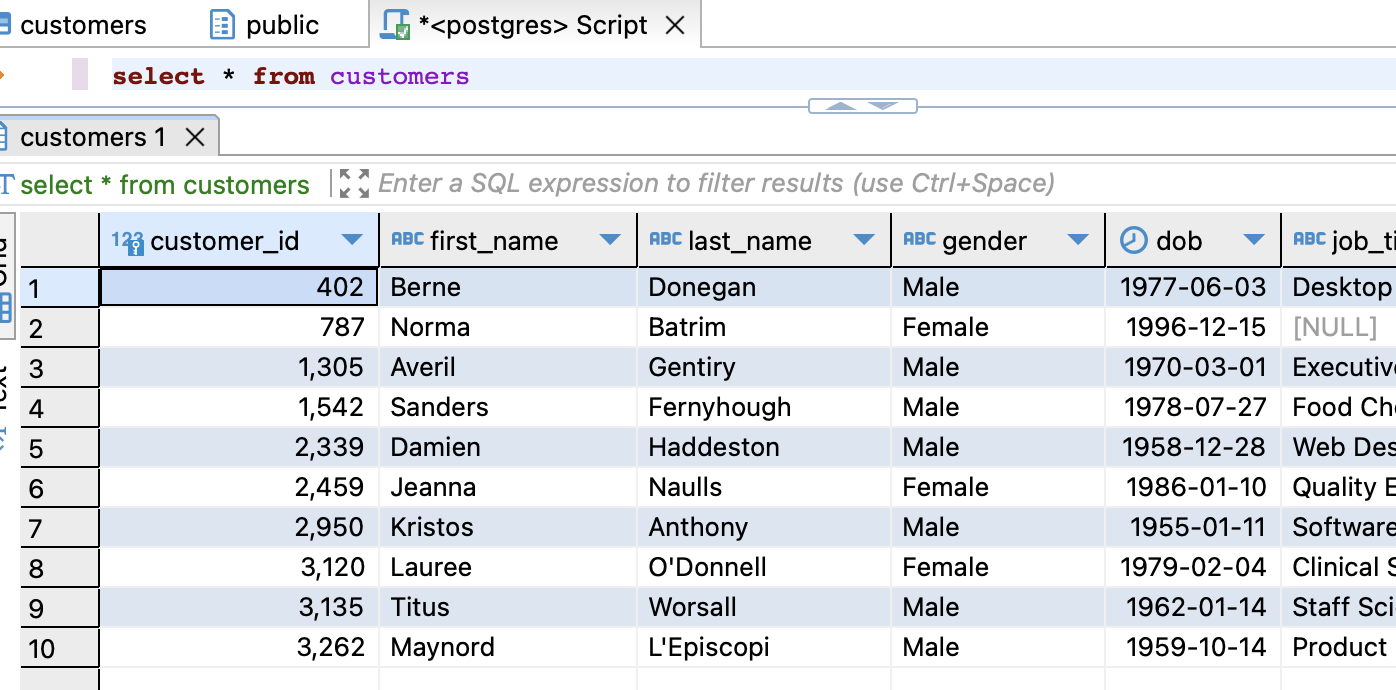 customers public *<postgres> Script
select * from customers
customers 1
select * from customers Enter a SQL expression to filter results (use Ctrl+Space)
123 customer_id ABC first_name ABC last_name ABC gender dob ABC job_ti
1 402 Berne Donegan Male 1977-06-03 Desktop
2 787 Norma Batrim Female 1996-12-15 [NULL]
3 1,305 Averil Gentiry Male 1970-03-01 Executive
4 1,542 Sanders Fernyhough Male 1978-07-27 Food Che
5 2,339 Damien Haddeston Male 1958-12-28 Web Des
6 2,459 Jeanna Naulls Female 1986-01-10 Quality E
7 2,950 Kristos Anthony Male 1955-01-11 Software
8 3,120 Lauree O'Donnell Female 1979-02-04 Clinical S
9 3,135 Titus Worsall Male 1962-01-14 Staff Sci
10 3,262 Maynord L'Episcopi Male 1959-10-14 Product